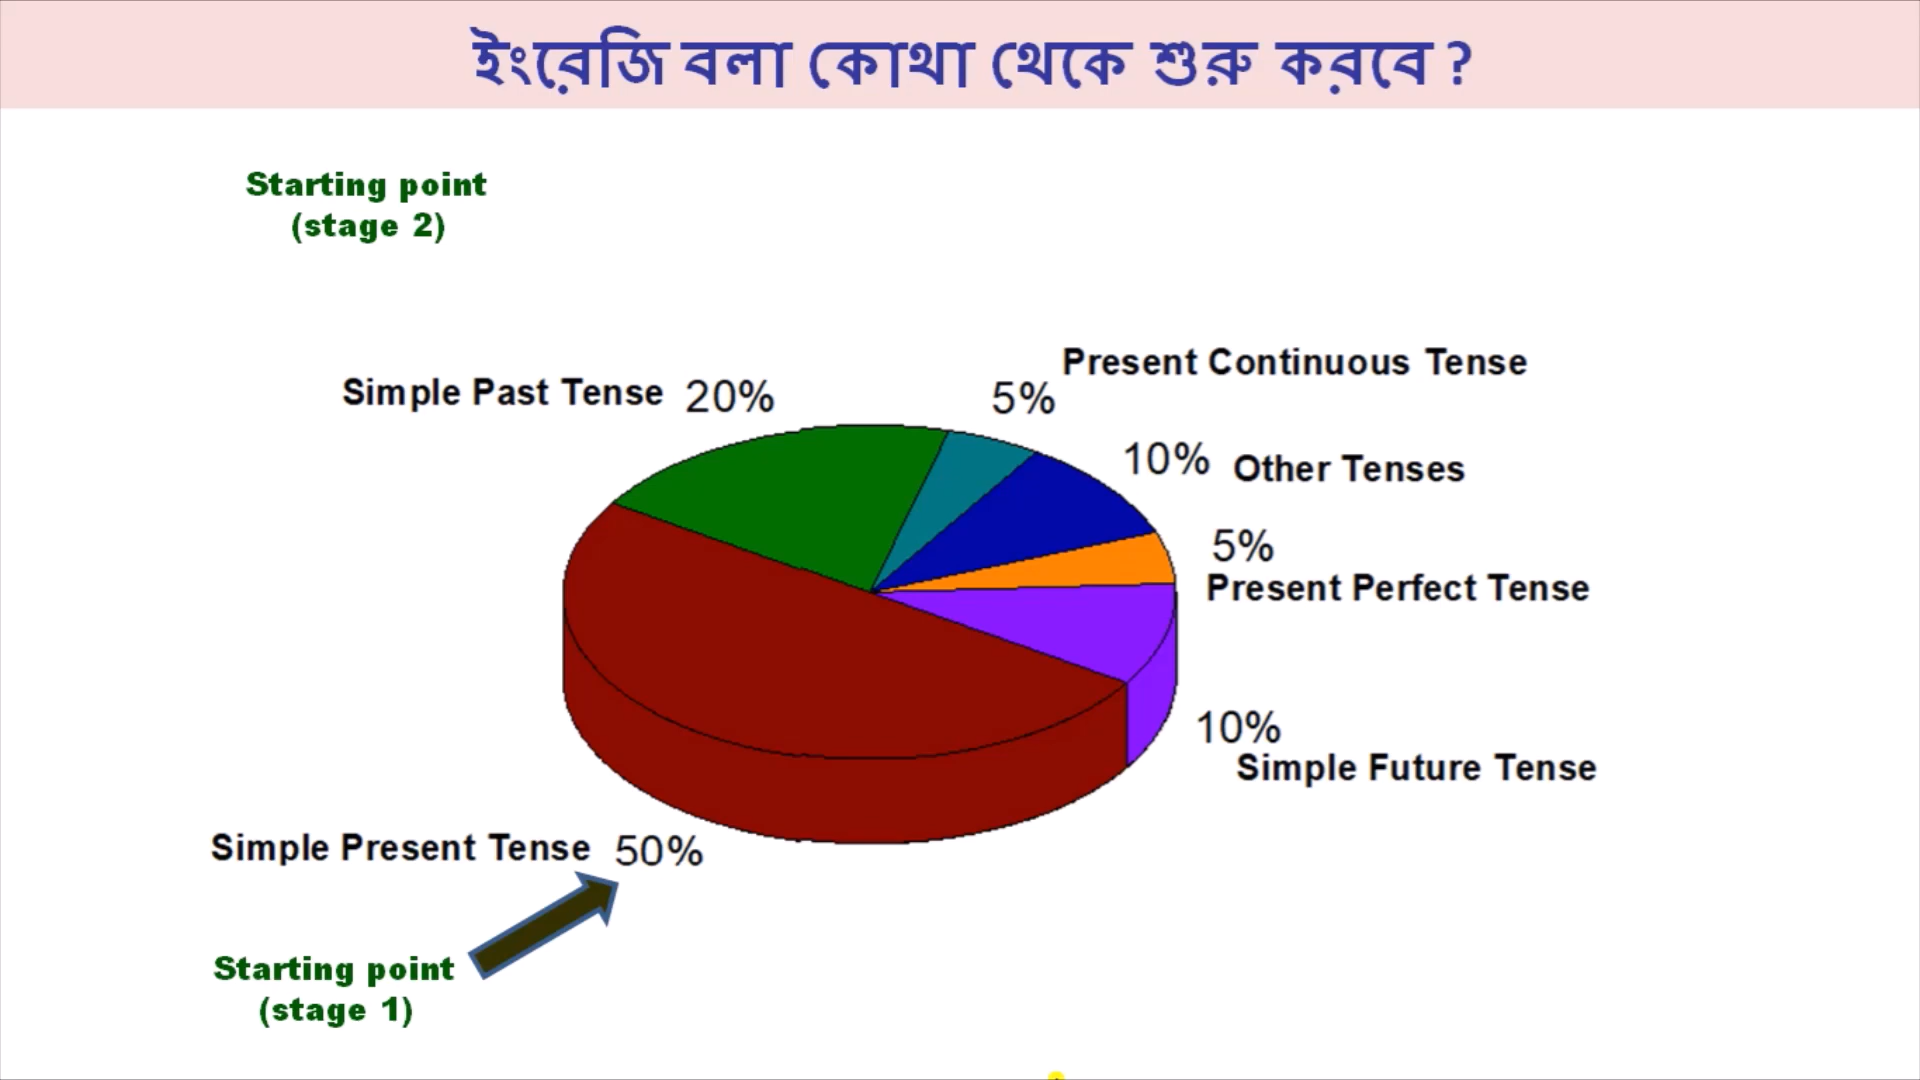 ইংরেজি বলা কোথা থেকে শুরু করবে ?
Starting point
(stage 2)
Present Continuous Tense
Simple Past Tense 20%
5%
10% Other Tenses
5%
Present Perfect Tense
10%
Simple Future Tense
Simple Present Tense 50%
Starting point
(stage 1)